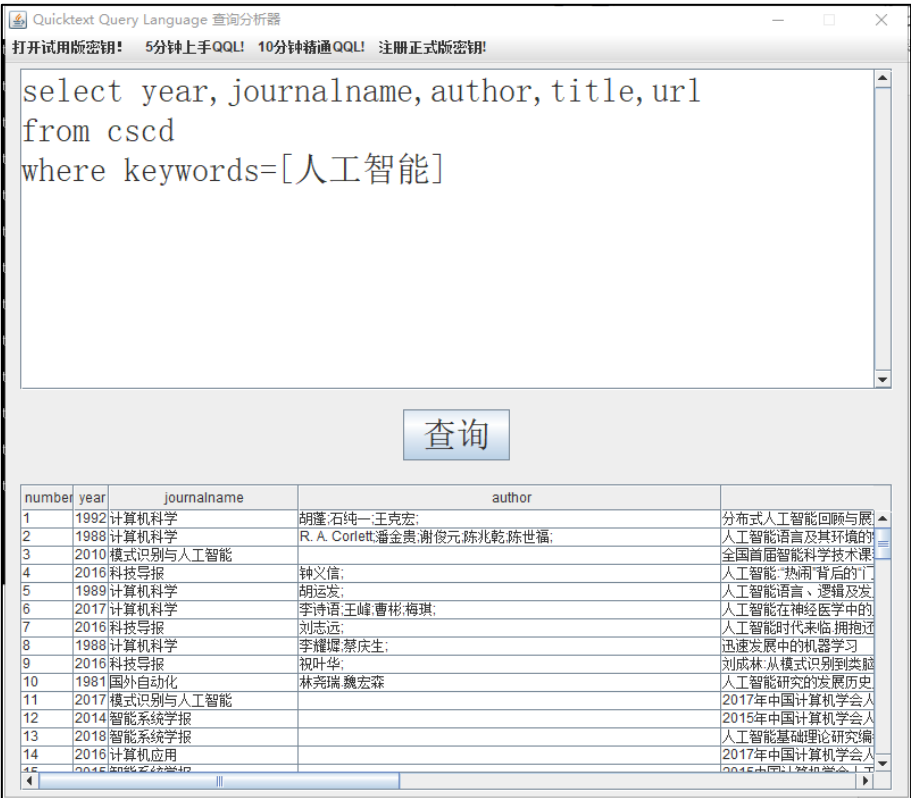 Quicktext Query Language 查询分析器
打开试用版密钥! 5分钟上手QQL! 10分钟精通QQL! 注册正式版密钥!
select year,journalname,author,title,url
from cscd
where keywords=[人工智能]
查询
number year journalname author
1 1992 计算机科学 胡蓬;石纯一;王克宏; 分布式人工智能回顾与展
2 1988 计算机科学 R. A. Corlett;潘金贵;谢俊元;陈兆乾;陈世福; 人工智能语言及其环境的
3 2010 模式识别与人工智能 全国首届智能科学技术课
4 2016 科技导报 钟义信; 人工智能:“热闹”背后的“门
5 1989 计算机科学 胡运发; 人工智能语言、逻辑及发
6 2017 计算机科学 李诗语;王峰;曹彬;梅琪; 人工智能在神经医学中的
7 2016 科技导报 刘志远; 人工智能时代来临.拥抱还
8 1988 计算机科学 李耀墀;蔡庆生; 迅速发展中的机器学习
9 2016 科技导报 祝叶华; 刘成林:从模式识别到类脑
10 1981 国外自动化 林尧瑞.魏宏森 人工智能研究的发展历史
11 2017 模式识别与人工智能 2017年中国计算机学会人
12 2014 智能系统学报 2015年中国计算机学会人
13 2018 智能系统学报 人工智能基础理论研究编
14 2016 计算机应用 2017年中国计算机学会人
15 2015 智能系统学报